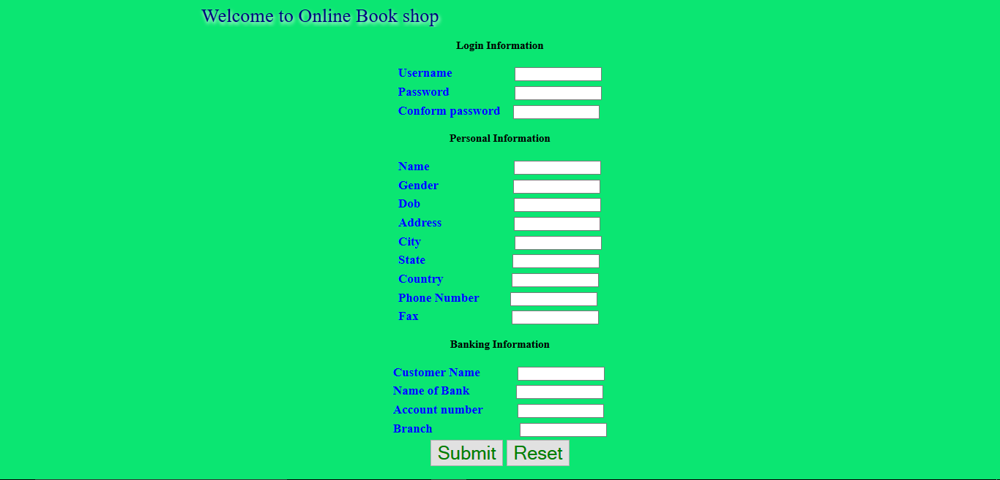 Welcome to Online Book shop
Login Information
Username
Password
Conform password
Personal Information
Name
Gender
Dob
Address
City
State
Country
Phone Number
Fax
Banking Information
Customer Name
Name of Bank
Account number
Branch
Submit Reset